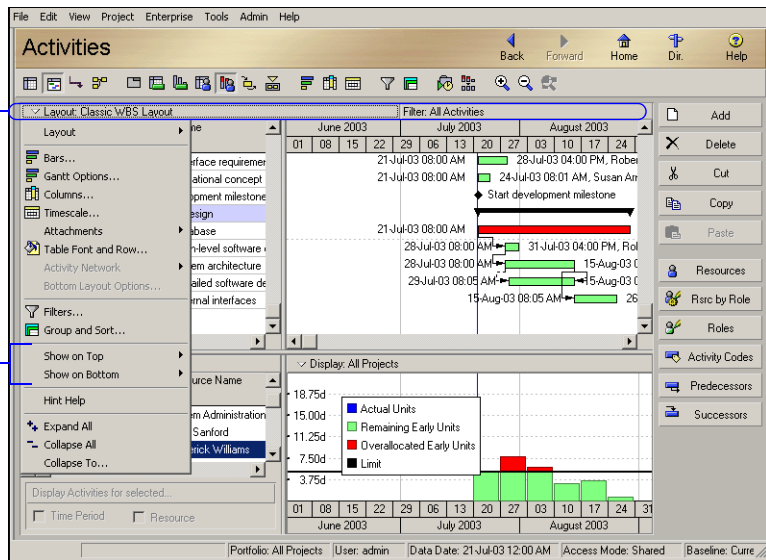 File Edit View Project Enterprise Tools Admin Help
Activities
Back Forward Home Dir. Help
Layout: Classic WBS Layout Filter: All Activities
Layout
Bars...
Gantt Options...
Columns...
Timescale...
Attachments
Table Font and Row...
Activity Network
Bottom Layout Options...
Filters...
Group and Sort...
Show on Top
Show on Bottom
Hint Help
Expand All
Collapse All
Collapse To...
me
erface requiremen
ational concept
opment milestone
esign
abase
h-level software
em architecture
ailed software de
rnal interfaces
June 2003 July 2003 August 2003
01 08 15 22 29 06 13 20 27 03 10 17 24
21-Jul-03 08:00 AM 28-Jul-03 04:00 PM, Rober
21-Jul-03 08:00 AM 24-Jul-03 08:01 AM, Susan Arr
Start development milestone
21-Jul-03 08:00 AM
28-Jul-03 08:00 AM 31-Jul-03 04:00 PM, Rol
28-Jul-03 08:00 AM 15-Aug-03 0
29-Jul-03 08:05 AM 15-Aug-03
15-Aug-03 08:05 AM 26
Add
Delete
Cut
Copy
Paste
Resources
Rsrc by Role
Roles
Activity Codes
Predecessors
Successors
urce Name
m Administration
Sanford
erick Williams
Display Activities for selected...
Time Period Resource
Display: All Projects
18.75d
15.00d
11.25d
7.50d
3.75d
Actual Units
Remaining Early Units
Overallocated Early Units
Limit
01 08 15 22 29 06 13 20 27 03 10 17 24 31
June 2003 July 2003 August 2003
Portfolio: All Projects User: admin Data Date: 21-Jul-03 12:00 AM Access Mode: Shared Baseline: Curre